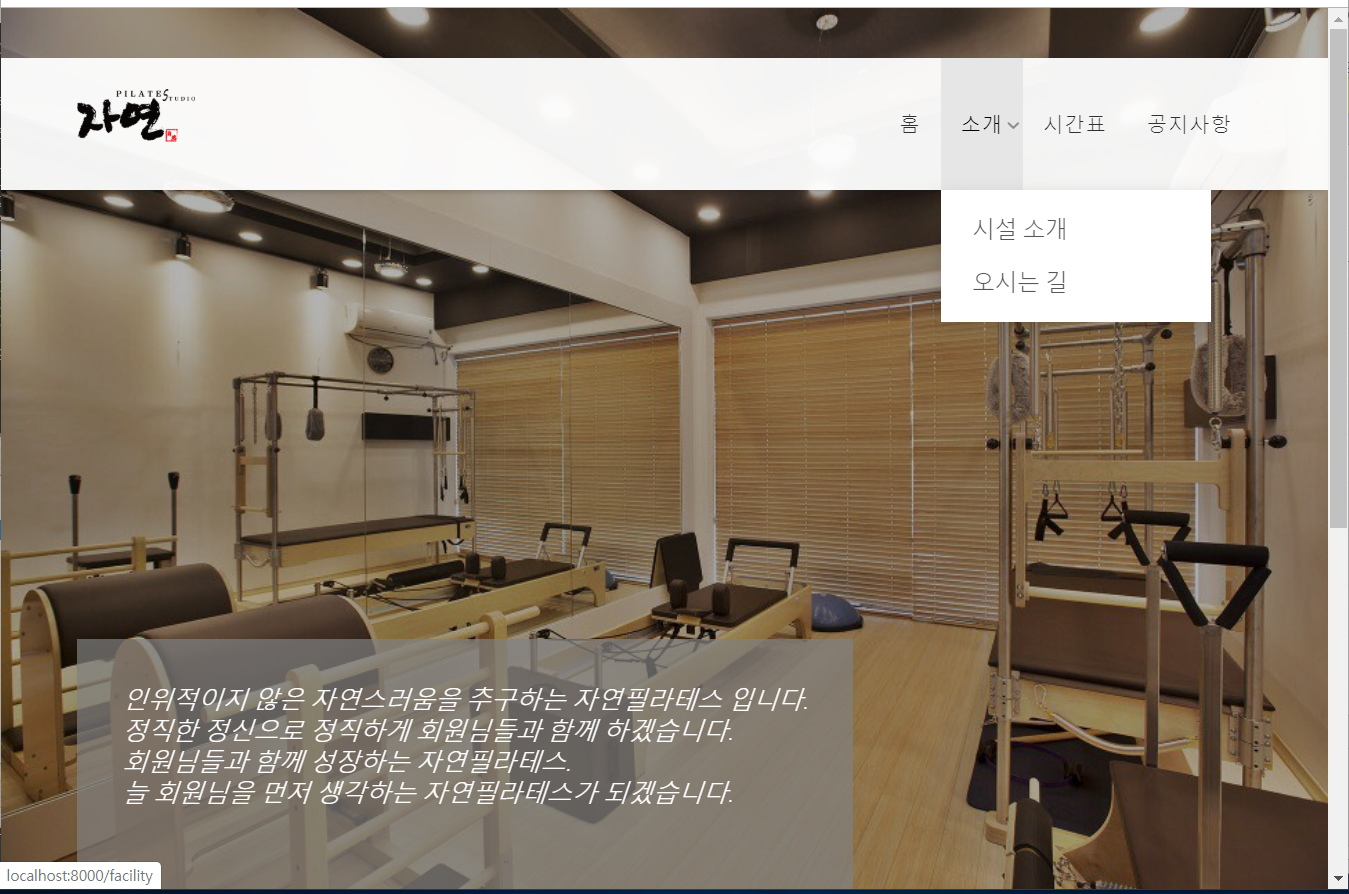 PILATES STUDIO
자연
홈 소개 시간표 공지사항
시설 소개
오시는 길
인위적이지 않은 자연스러움을 추구하는 자연필라테스 입니다.
정직한 정신으로 정직하게 회원님들과 함께 하겠습니다.
회원님들과 함께 성장하는 자연필라테스.
늘 회원님을 먼저 생각하는 자연필라테스가 되겠습니다.
localhost:8000/facility